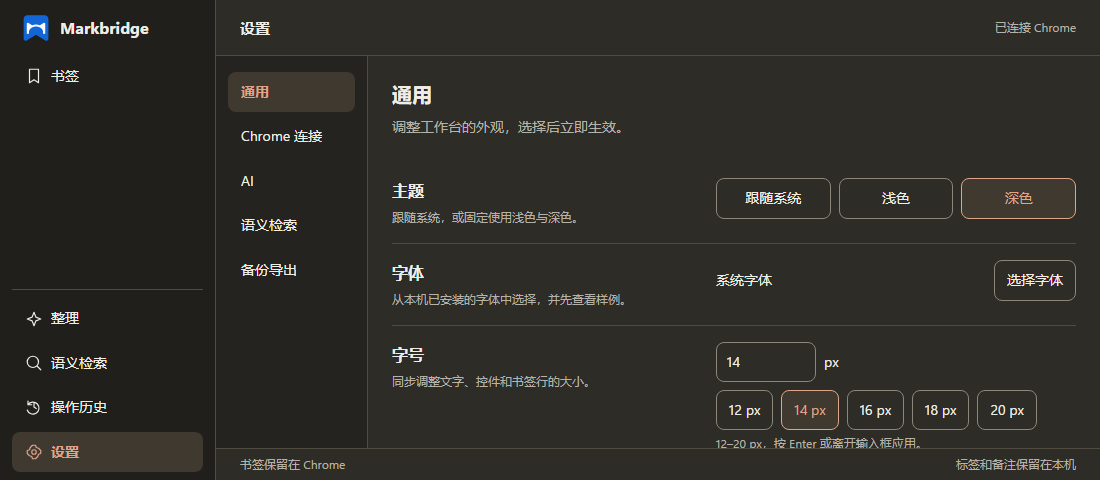 Markbridge
书签
整理
语义检索
操作历史
设置
设置
已连接 Chrome
通用
Chrome 连接
AI
语义检索
备份导出
通用
调整工作台的外观，选择后立即生效。
主题
跟随系统，或固定使用浅色与深色。
跟随系统 浅色 深色
字体
从本机已安装的字体中选择，并先查看样例。
系统字体
选择字体
字号
同步调整文字、控件和书签行的大小。
14 px
12 px 14 px 16 px 18 px 20 px
12–20 px，按 Enter 或离开输入框应用。
书签保留在 Chrome
标签和备注保留在本机